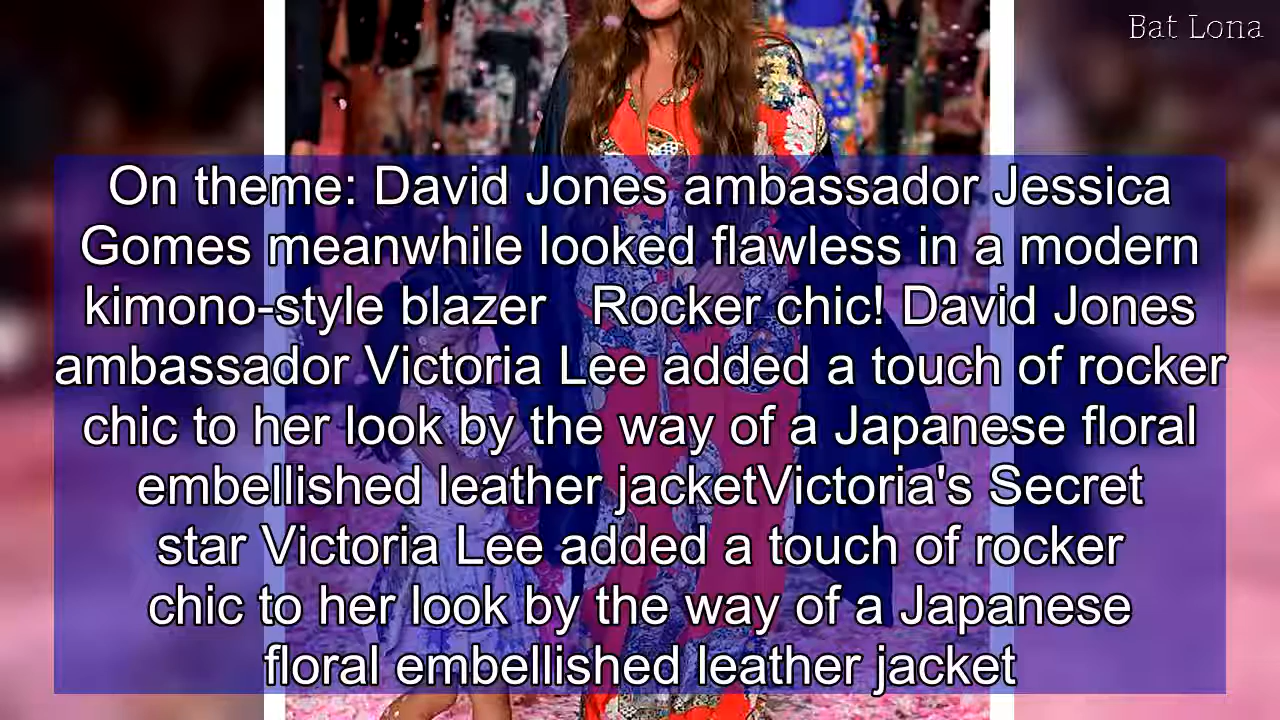 Bat Lona
On theme: David Jones ambassador Jessica
Gomes meanwhile looked flawless in a modern
kimono-style blazer   Rocker chic! David Jones
ambassador Victoria Lee added a touch of rocker
chic to her look by the way of a Japanese floral
embellished leather jacketVictoria's Secret
star Victoria Lee added a touch of rocker
chic to her look by the way of a Japanese
floral embellished leather jacket